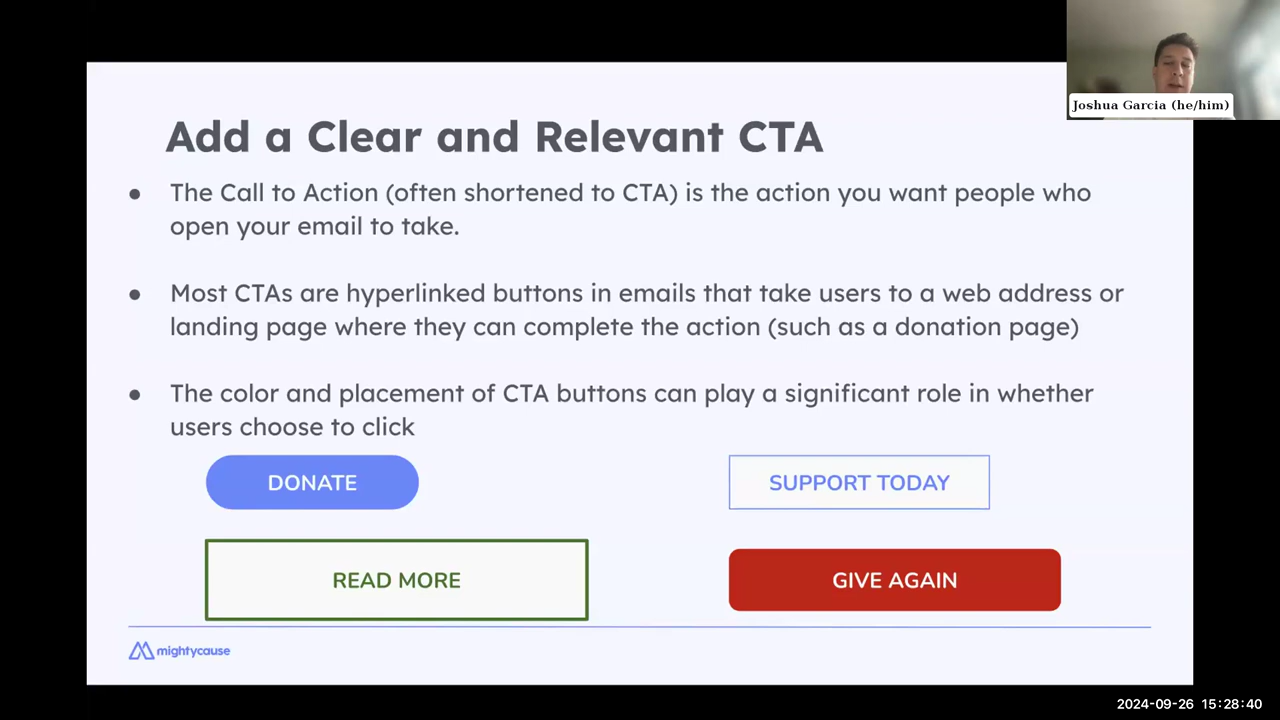 Joshua Garcia (he/him)
Add a Clear and Relevant CTA
● The Call to Action (often shortened to CTA) is the action you want people who
open your email to take.
● Most CTAs are hyperlinked buttons in emails that take users to a web address or
landing page where they can complete the action (such as a donation page)
● The color and placement of CTA buttons can play a significant role in whether
users choose to click
DONATE
SUPPORT TODAY
READ MORE
GIVE AGAIN
mightycause
2024-09-26 15:28:40